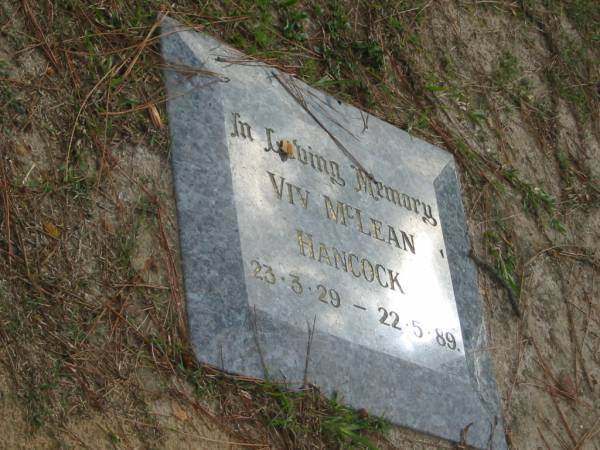 In Loving Memory
VIV McLEAN
HANCOCK
23·3·29 – 22·5·89.